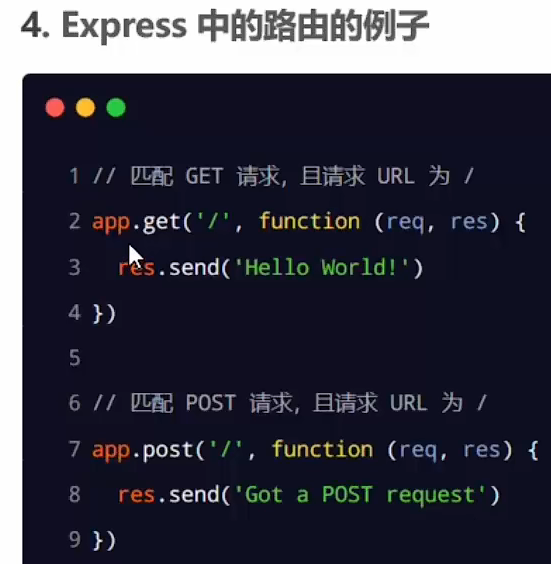 4. Express 中的路由的例子
1 // 匹配 GET 请求, 且请求 URL 为 /
2 app.get('/', function (req, res) {
3   res.send('Hello World!')
4 })
5
6 // 匹配 POST 请求, 且请求 URL 为 /
7 app.post('/', function (req, res) {
8   res.send('Got a POST request')
9 })